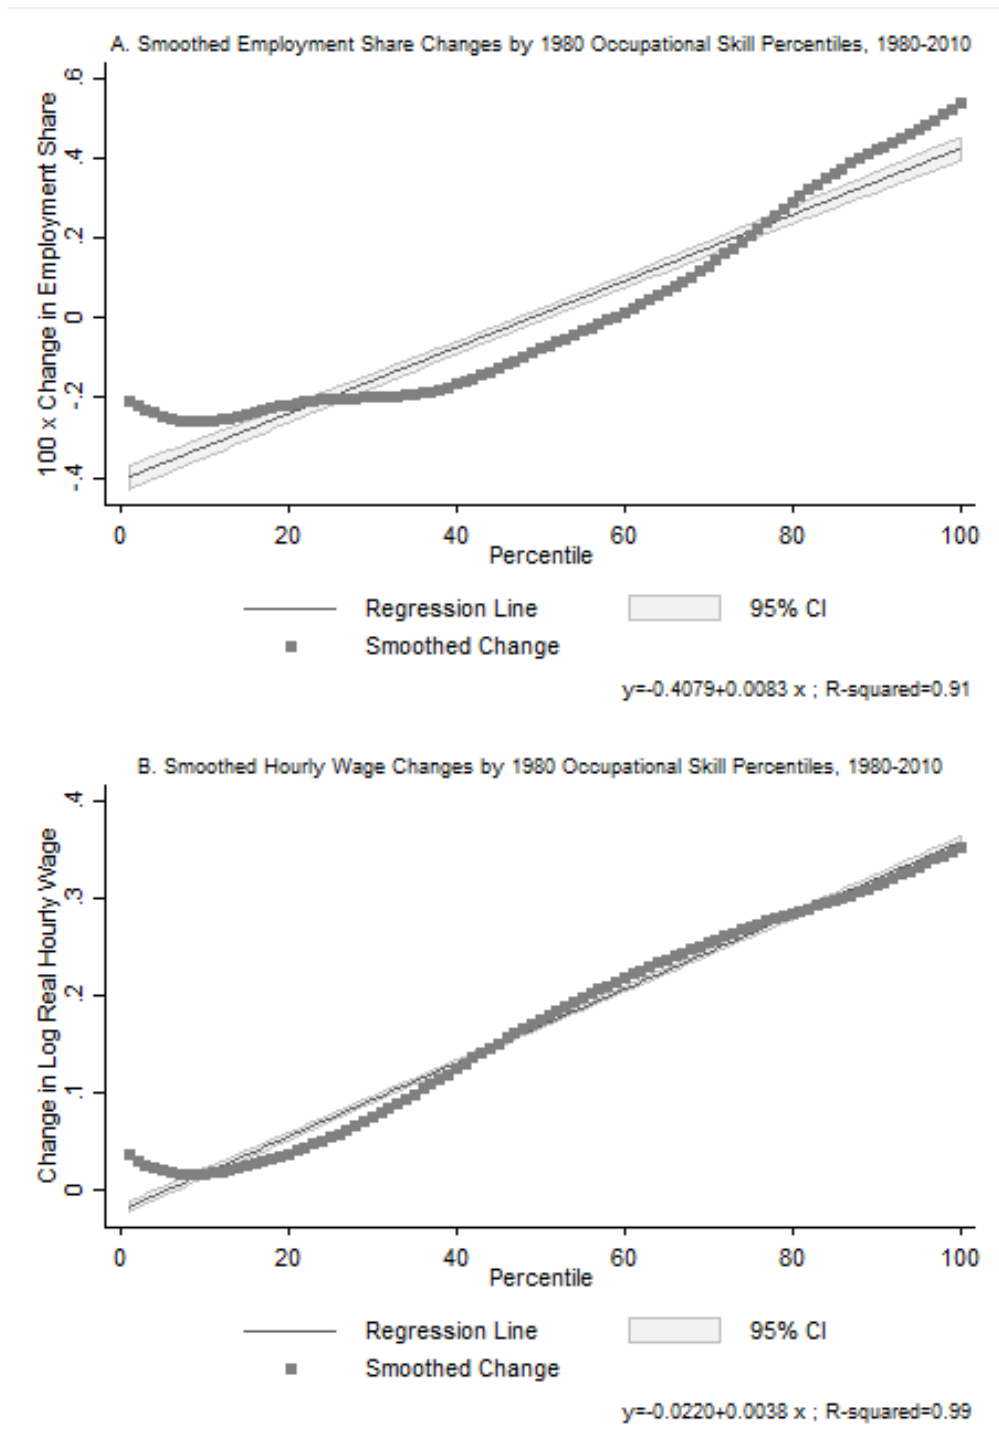 A. Smoothed Employment Share Changes by 1980 Occupational Skill Percentiles, 1980-2010
100 x Change in Employment Share
.6
.4
.2
0
-.2
-.4
0 20 40 60 80 100
Percentile
Regression Line 95% CI
Smoothed Change
y=-0.4079+0.0083 x ; R-squared=0.91
B. Smoothed Hourly Wage Changes by 1980 Occupational Skill Percentiles, 1980-2010
Change in Log Real Hourly Wage
.4
.3
.2
.1
0
0 20 40 60 80 100
Percentile
Regression Line 95% CI
Smoothed Change
y=-0.0220+0.0038 x ; R-squared=0.99